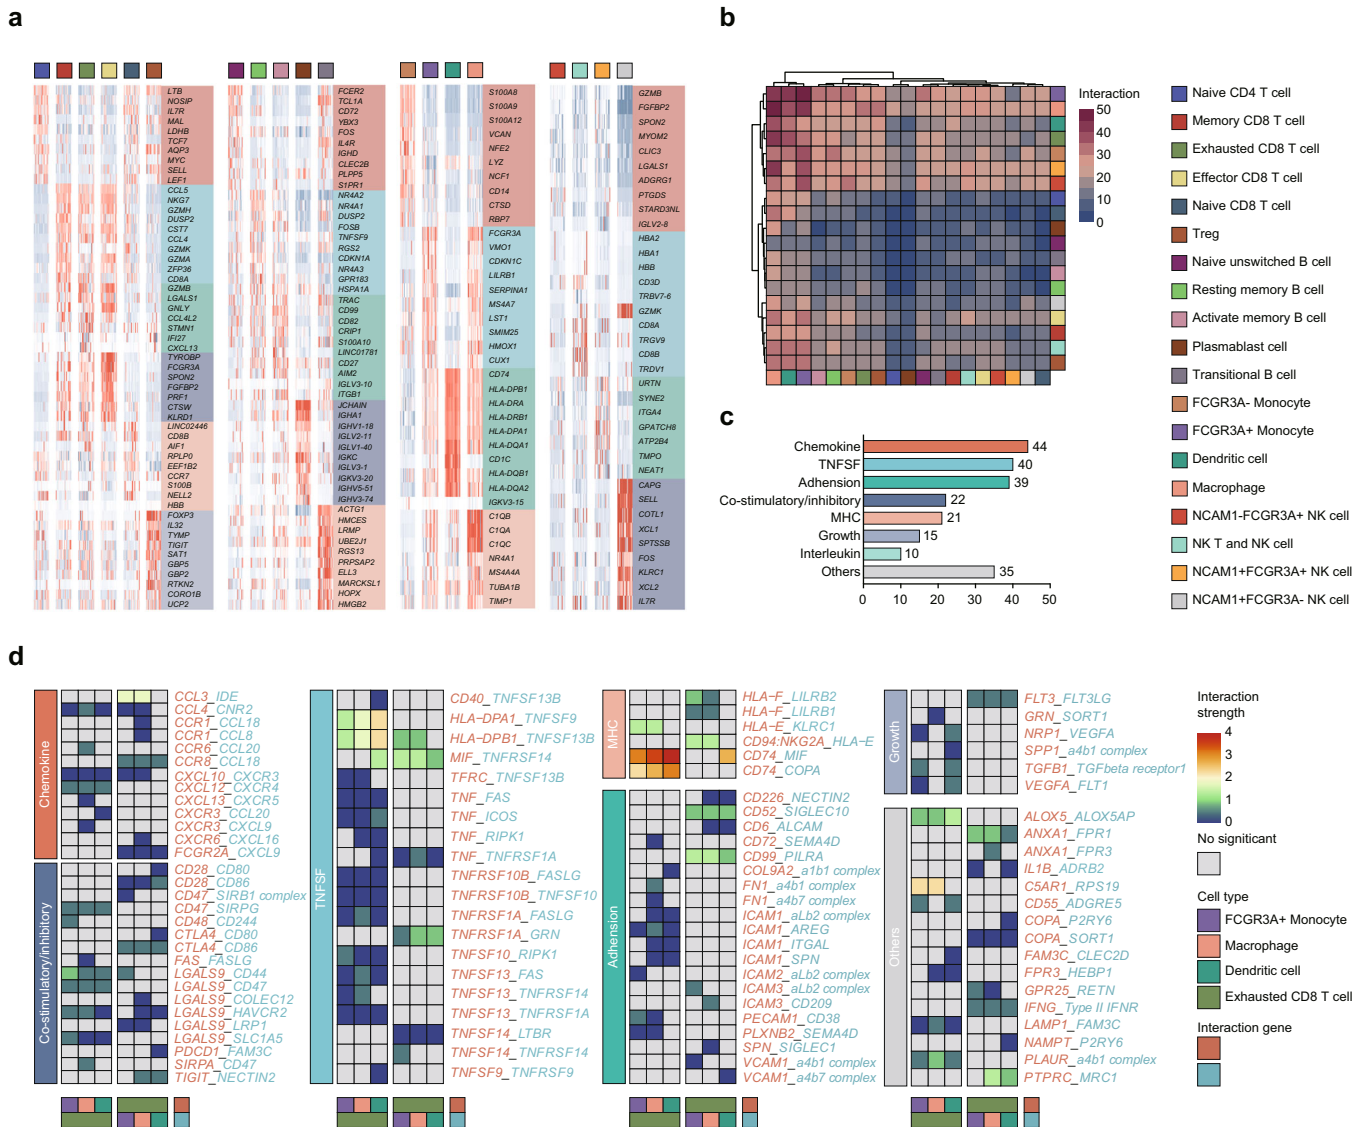 a
LTB
NOSIP
IL7R
MAL
LDHB
TCF7
AQP3
MYC
SELL
LEF1
CCL5
NKG7
GZMH
DUSP2
CST7
CCL4
GZMK
GZMA
ZFP36
CD8A
GZMB
LGALS1
GNLY
CCL4L2
STMN1
IFI27
CXCL13
TYROBP
FCGR3A
SPON2
FGFBP2
PRF1
CTSW
KLRD1
LINC02446
CD8B
AIF1
RPLP0
EEF1B2
CCR7
S100B
NELL2
HBB
FOXP3
IL32
TYMP
TIGIT
SAT1
GBP5
GBP2
RTKN2
CORO1B
UCP2
FCER2
TCL1A
CD72
YBX3
FOS
IL4R
IGHD
CLEC2B
PLPP5
S1PR1
NR4A2
NR4A1
DUSP2
FOSB
TNFSF9
RGS2
CDKN1A
NR4A3
GPR183
HSPA1A
TRAC
CD99
CD82
CRIP1
S100A10
LINC01781
CD27
AIM2
IGLV3-10
ITGB1
JCHAIN
IGHA1
IGHV1-18
IGLV2-11
IGLV1-40
IGKC
IGLV3-1
IGKV3-20
IGHV5-51
IGHV3-74
ACTG1
HMCES
LRMP
UBE2J1
RGS13
PRPSAP2
ELL3
MARCKSL1
HOPX
HMGB2
S100A8
S100A9
S100A12
VCAN
NFE2
LYZ
NCF1
CD14
CTSD
RBP7
FCGR3A
VMO1
CDKN1C
LILRB1
SERPINA1
MS4A7
LST1
SMIM25
HMOX1
CUX1
CD74
HLA-DPB1
HLA-DRA
HLA-DRB1
HLA-DPA1
HLA-DQA1
CD1C
HLA-DQB1
HLA-DQA2
IGKV3-15
C1QB
C1QA
C1QC
NR4A1
MS4A4A
TUBA1B
TIMP1
GZMB
FGFBP2
SPON2
MYOM2
CLIC3
LGALS1
ADGRG1
PTGDS
STARD3NL
IGLV2-8
HBA2
HBA1
HBB
CD3D
TRBV7-6
GZMK
CD8A
TRGV9
CD8B
TRDV1
URTN
SYNE2
ITGA4
GPATCH8
ATP2B4
TMPO
NEAT1
CAPG
SELL
COTL1
XCL1
SPTSSB
FOS
KLRC1
XCL2
IL7R
b
Interaction
50
40
30
20
10
0
Naive CD4 T cell
Memory CD8 T cell
Exhausted CD8 T cell
Effector CD8 T cell
Naive CD8 T cell
Treg
Naive unswitched B cell
Resting memory B cell
Activate memory B cell
Plasmablast cell
Transitional B cell
FCGR3A- Monocyte
FCGR3A+ Monocyte
Dendritic cell
Macrophage
NCAM1-FCGR3A+ NK cell
NK T and NK cell
NCAM1+FCGR3A+ NK cell
NCAM1+FCGR3A- NK cell
c
Chemokine 44
TNFSF 40
Adhension 39
Co-stimulatory/inhibitory 22
MHC 21
Growth 15
Interleukin 10
Others 35
0 10 20 30 40 50
d
Chemokine
CCL3_IDE
CCL4_CNR2
CCR1_CCL18
CCR1_CCL8
CCR6_CCL20
CCR8_CCL18
CXCL10_CXCR3
CXCL12_CXCR4
CXCL13_CXCR5
CXCR3_CCL20
CXCR3_CXCL9
CXCR6_CXCL16
FCGR2A_CXCL9
Co-stimulatory/inhibitory
CD28_CD80
CD28_CD86
CD47_SIRB1 complex
CD47_SIRPG
CD48_CD244
CTLA4_CD80
CTLA4_CD86
FAS_FASLG
LGALS9_CD44
LGALS9_CD47
LGALS9_COLEC12
LGALS9_HAVCR2
LGALS9_LRP1
LGALS9_SLC1A5
PDCD1_FAM3C
SIRPA_CD47
TIGIT_NECTIN2
TNFSF
CD40_TNFSF13B
HLA-DPA1_TNFSF9
HLA-DPB1_TNFSF13B
MIF_TNFRSF14
TFRC_TNFSF13B
TNF_FAS
TNF_ICOS
TNF_RIPK1
TNF_TNFRSF1A
TNFRSF10B_FASLG
TNFRSF10B_TNFSF10
TNFRSF1A_FASLG
TNFRSF1A_GRN
TNFSF10_RIPK1
TNFSF13_FAS
TNFSF13_TNFRSF14
TNFSF13_TNFRSF1A
TNFSF14_LTBR
TNFSF14_TNFRSF14
TNFSF9_TNFRSF9
MHC
HLA-F_LILRB2
HLA-F_LILRB1
HLA-E_KLRC1
CD94:NKG2A_HLA-E
CD74_MIF
CD74_COPA
Adhension
CD226_NECTIN2
CD52_SIGLEC10
CD6_ALCAM
CD72_SEMA4D
CD99_PILRA
COL9A2_a1b1 complex
FN1_a4b1 complex
FN1_a4b7 complex
ICAM1_aLb2 complex
ICAM1_AREG
ICAM1_ITGAL
ICAM1_SPN
ICAM2_aLb2 complex
ICAM3_aLb2 complex
ICAM3_CD209
PECAM1_CD38
PLXNB2_SEMA4D
SPN_SIGLEC1
VCAM1_a4b1 complex
VCAM1_a4b7 complex
Growth
FLT3_FLT3LG
GRN_SORT1
NRP1_VEGFA
SPP1_a4b1 complex
TGFB1_TGFbeta receptor1
VEGFA_FLT1
Others
ALOX5_ALOX5AP
ANXA1_FPR1
ANXA1_FPR3
IL1B_ADRB2
C5AR1_RPS19
CD55_ADGRE5
COPA_P2RY6
COPA_SORT1
FAM3C_CLEC2D
FPR3_HEBP1
GPR25_RETN
IFNG_Type II IFNR
LAMP1_FAM3C
NAMPT_P2RY6
PLAUR_a4b1 complex
PTPRC_MRC1
Interaction
strength
4
3
2
1
0
No significant
Cell type
FCGR3A+ Monocyte
Macrophage
Dendritic cell
Exhausted CD8 T cell
Interaction gene